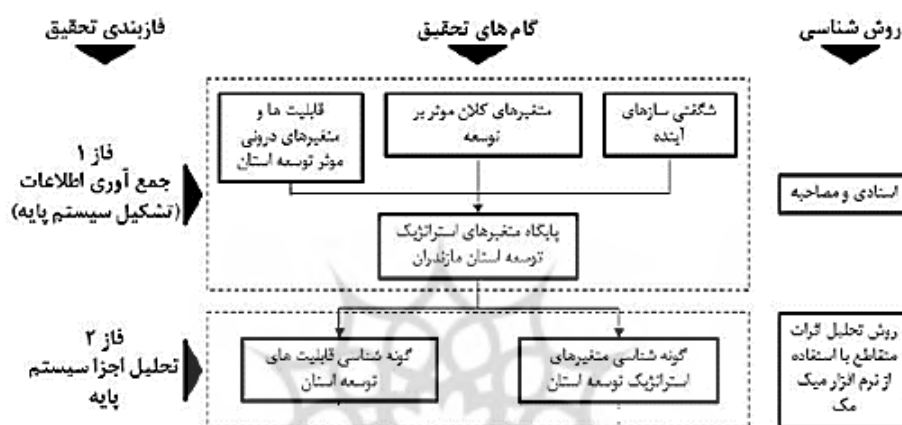 روش شناسی
گام های تحقیق
فازبندی تحقیق
شگفتی سازهای
آینده
متغیرهای کلان موثر بر
توسعه
قابلیت ها و
متغیرهای درونی
موثر توسعه استان
فاز ۱
جمع آوری اطلاعات
(تشکیل سیستم پایه)
اسنادی و مصاحبه
پایگاه متغیرهای استراتژیک
توسعه استان مازندران
روش تحلیل اثرات
متقاطع با استفاده
از نرم افزار میک
مک
گونه شناسی متغیرهای
استراتژیک توسعه استان
گونه شناسی قابلیت های
توسعه استان
فاز ۲
تحلیل اجزا سیستم
پایه